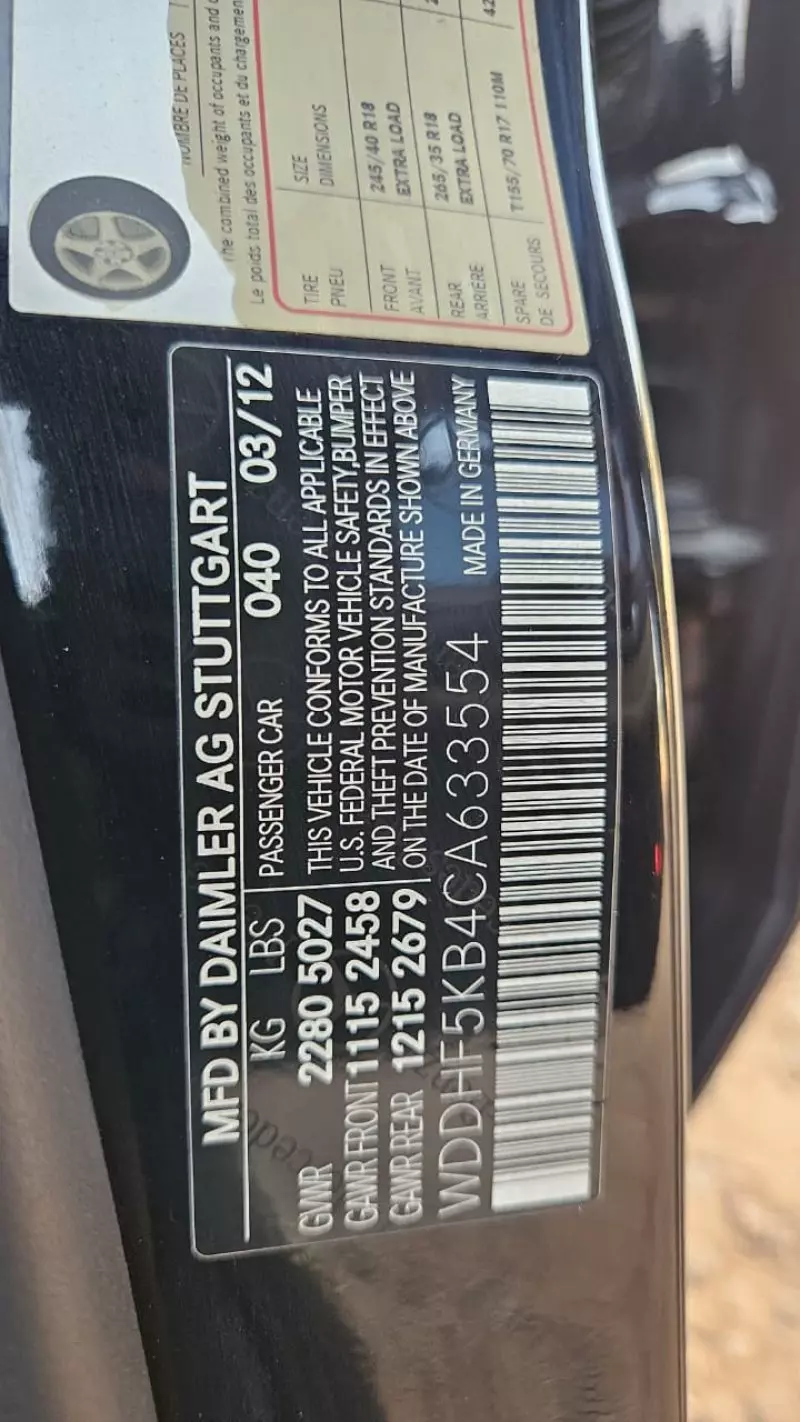 MFD BY DAIMLER AG STUTTGART
KG LBS PASSENGER CAR 040 03/12
GVWR 2280 5027
GAWR FRONT 1115 2458
GAWR REAR 1215 2679
THIS VEHICLE CONFORMS TO ALL APPLICABLE
U.S. FEDERAL MOTOR VEHICLE SAFETY,BUMPER
AND THEFT PREVENTION STANDARDS IN EFFECT
ON THE DATE OF MANUFACTURE SHOWN ABOVE
WDDHF5KB4CA633554 MADE IN GERMANY
NOMBRE DE PLACES
The combined weight of occupants and
Le poids total des occupants et du chargement
TIRE SIZE
PNEU DIMENSIONS
FRONT 245/40 R18
AVANT EXTRA LOAD
REAR 265/35 R18
ARRIÈRE EXTRA LOAD
SPARE T155/70 R17 110M
DE SECOURS